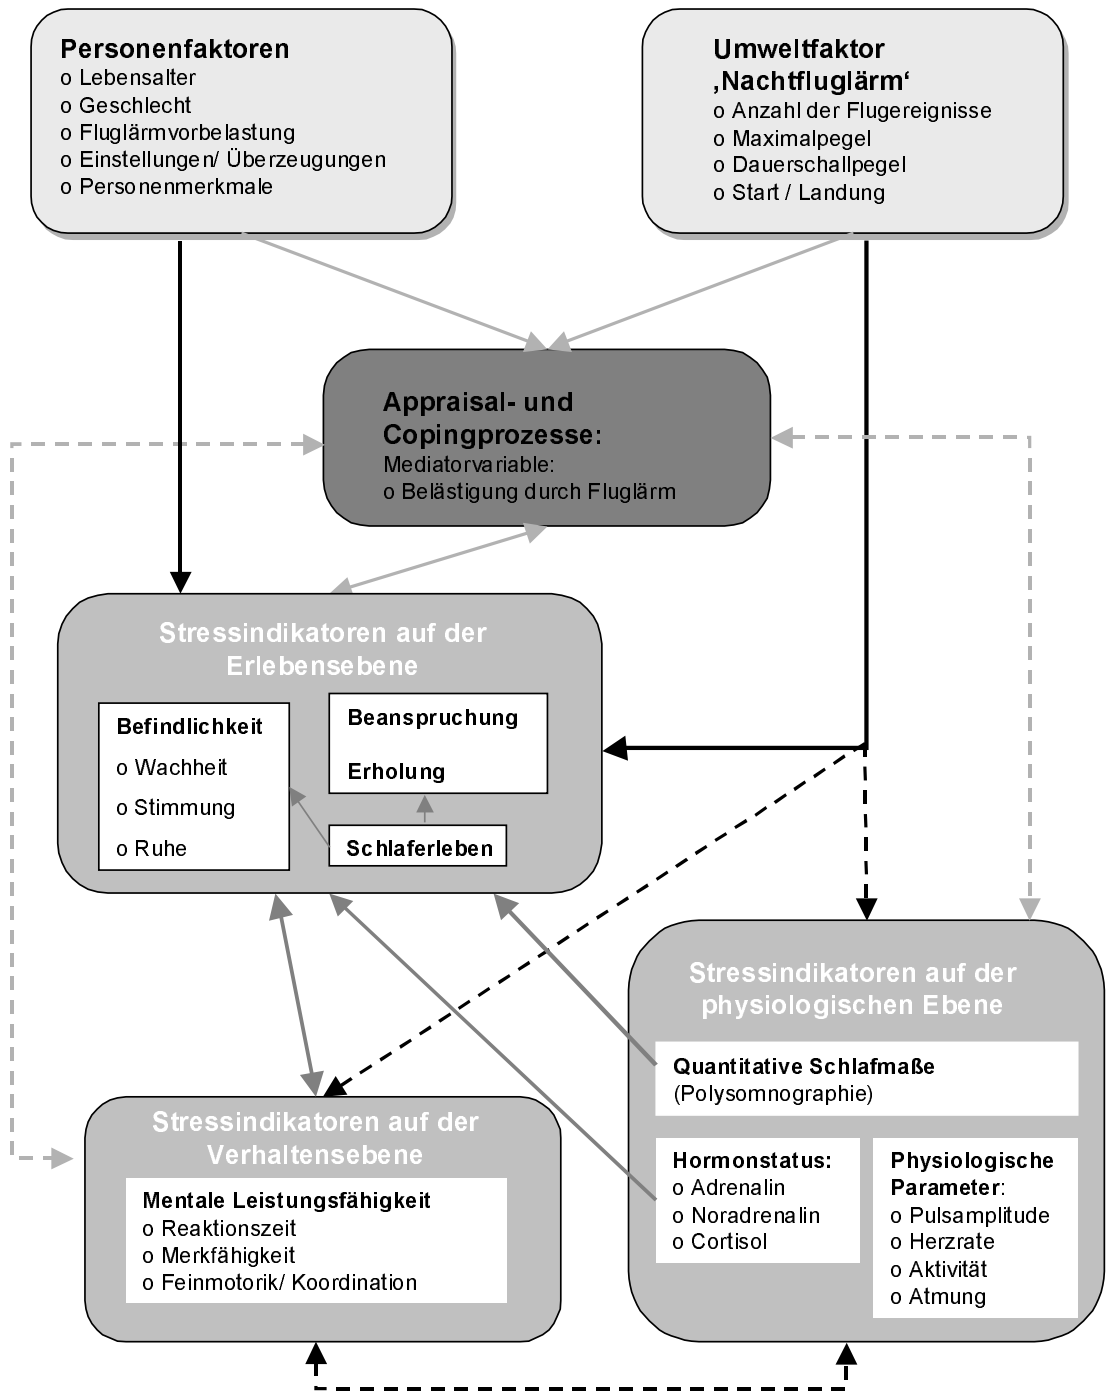 Personenfaktoren
o Lebensalter
o Geschlecht
o Fluglärmvorbelastung
o Einstellungen/ Überzeugungen
o Personenmerkmale
Umweltfaktor
‚Nachtfluglärm‘
o Anzahl der Flugereignisse
o Maximalpegel
o Dauerschallpegel
o Start / Landung
Appraisal- und
Copingprozesse:
Mediatorvariable:
o Belästigung durch Fluglärm
Stressindikatoren auf der
Erlebensebene
Befindlichkeit
o Wachheit
o Stimmung
o Ruhe
Beanspruchung
Erholung
Schlaferleben
Stressindikatoren auf der
physiologischen Ebene
Quantitative Schlafmaße
(Polysomnographie)
Hormonstatus:
o Adrenalin
o Noradrenalin
o Cortisol
Physiologische
Parameter:
o Pulsamplitude
o Herzrate
o Aktivität
o Atmung
Stressindikatoren auf der
Verhaltensebene
Mentale Leistungsfähigkeit
o Reaktionszeit
o Merkfähigkeit
o Feinmotorik/ Koordination